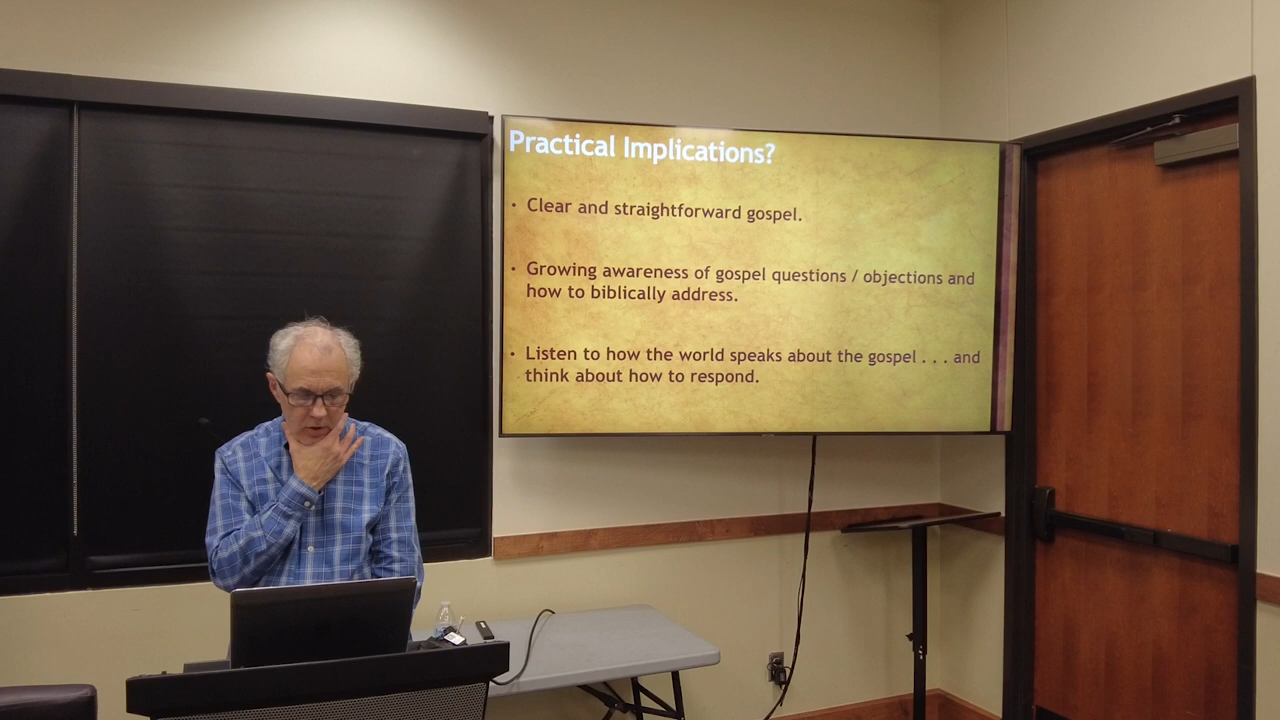 Practical Implications?
• Clear and straightforward gospel.
• Growing awareness of gospel questions / objections and
how to biblically address.
• Listen to how the world speaks about the gospel . . . and
think about how to respond.